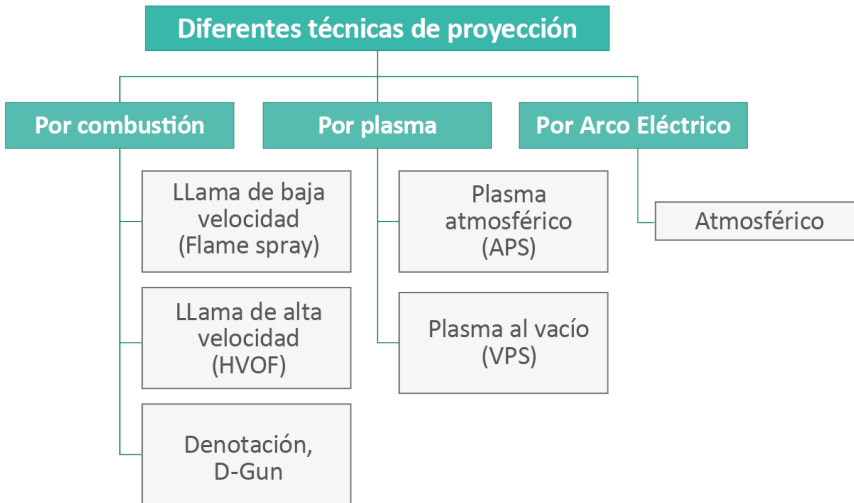 Diferentes técnicas de proyección
Por combustión
Por plasma
Por Arco Eléctrico
LLama de baja
velocidad
(Flame spray)
LLama de alta
velocidad
(HVOF)
Denotación,
D-Gun
Plasma
atmosférico
(APS)
Plasma al vacío
(VPS)
Atmosférico